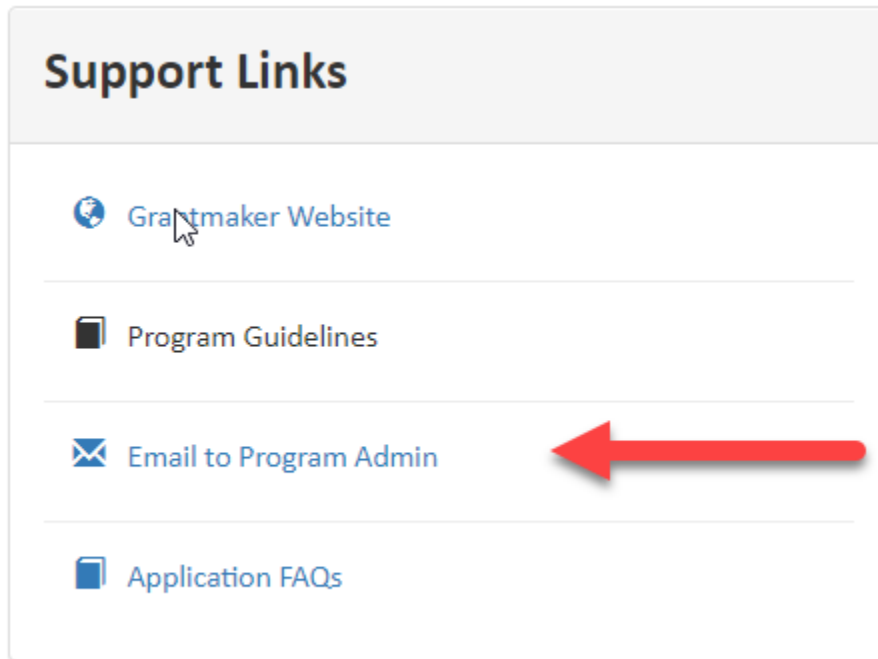 Support Links
Grantmaker Website
Program Guidelines
Email to Program Admin
Application FAQs